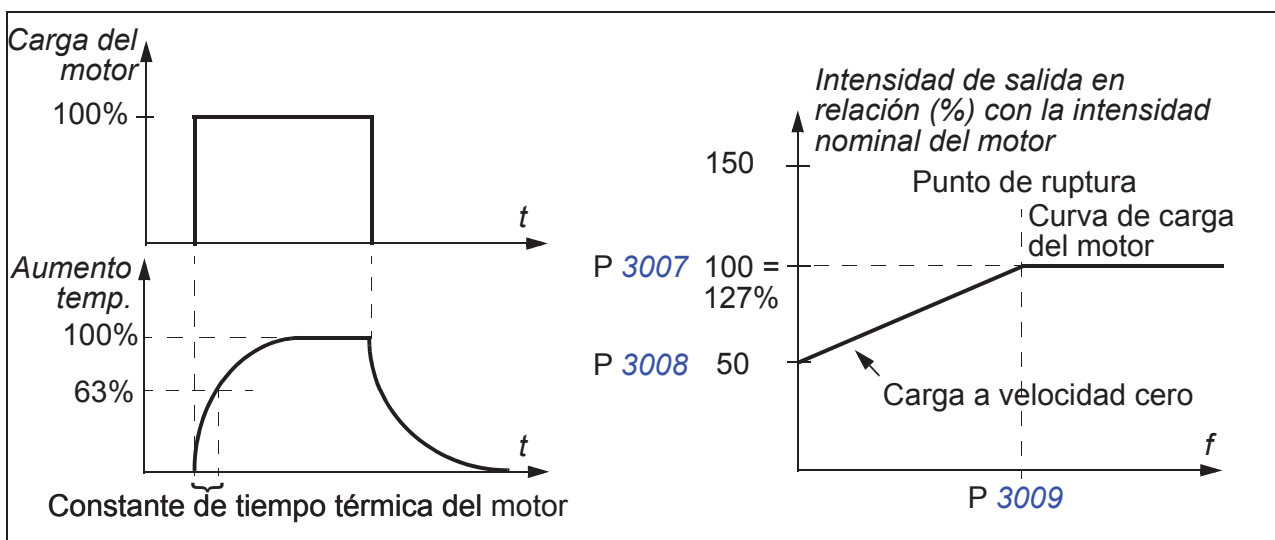 Carga del
motor
100%
t
Aumento
temp.
100%
63%
t
Constante de tiempo térmica del motor
Intensidad de salida en
relación (%) con la intensidad
nominal del motor
150
Punto de ruptura
Curva de carga
del motor
P 3007 100 =
127%
P 3008 50
Carga a velocidad cero
f
P 3009